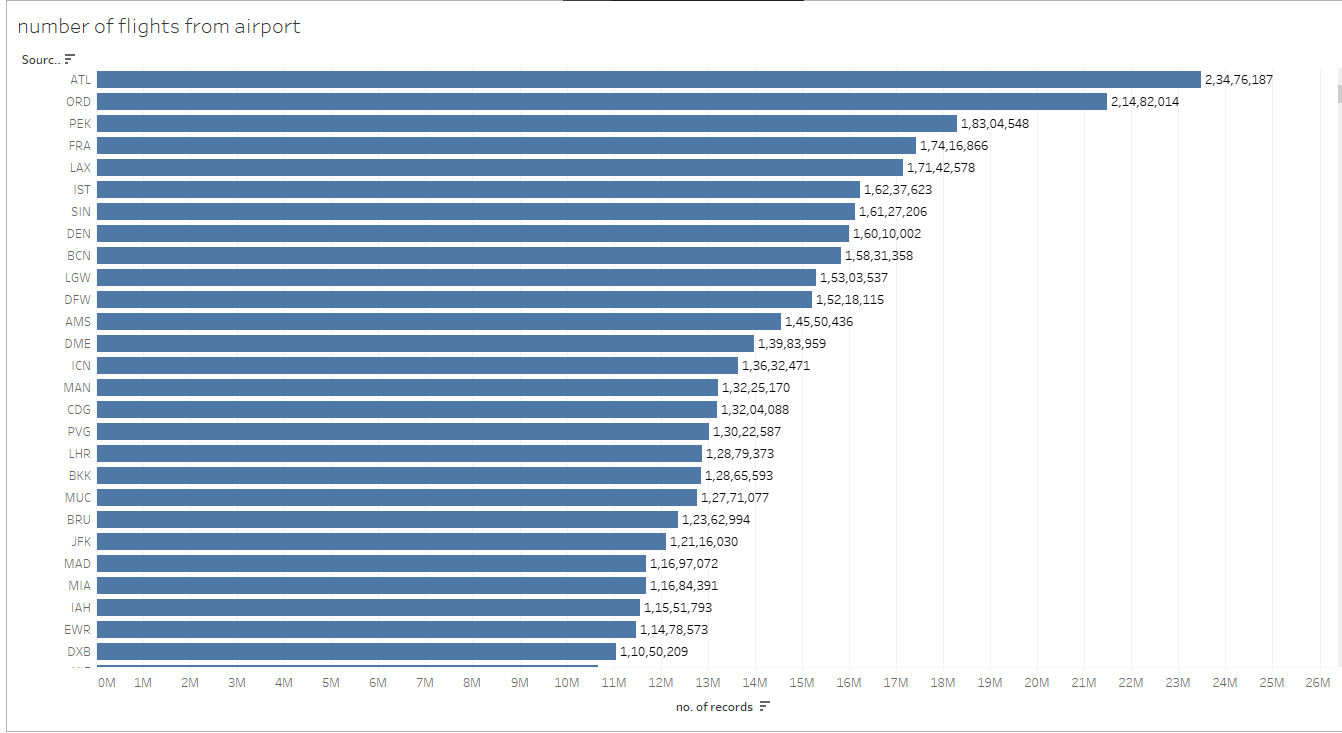 number of flights from airport
Sourc..
ATL 2,34,76,187
ORD 2,14,82,014
PEK 1,83,04,548
FRA 1,74,16,866
LAX 1,71,42,578
IST 1,62,37,623
SIN 1,61,27,206
DEN 1,60,10,002
BCN 1,58,31,358
LGW 1,53,03,537
DFW 1,52,18,115
AMS 1,45,50,436
DME 1,39,83,959
ICN 1,36,32,471
MAN 1,32,25,170
CDG 1,32,04,088
PVG 1,30,22,587
LHR 1,28,79,373
BKK 1,28,65,593
MUC 1,27,71,077
BRU 1,23,62,994
JFK 1,21,16,030
MAD 1,16,97,072
MIA 1,16,84,391
IAH 1,15,51,793
EWR 1,14,78,573
DXB 1,10,50,209
0M 1M 2M 3M 4M 5M 6M 7M 8M 9M 10M 11M 12M 13M 14M 15M 16M 17M 18M 19M 20M 21M 22M 23M 24M 25M 26M
no. of records